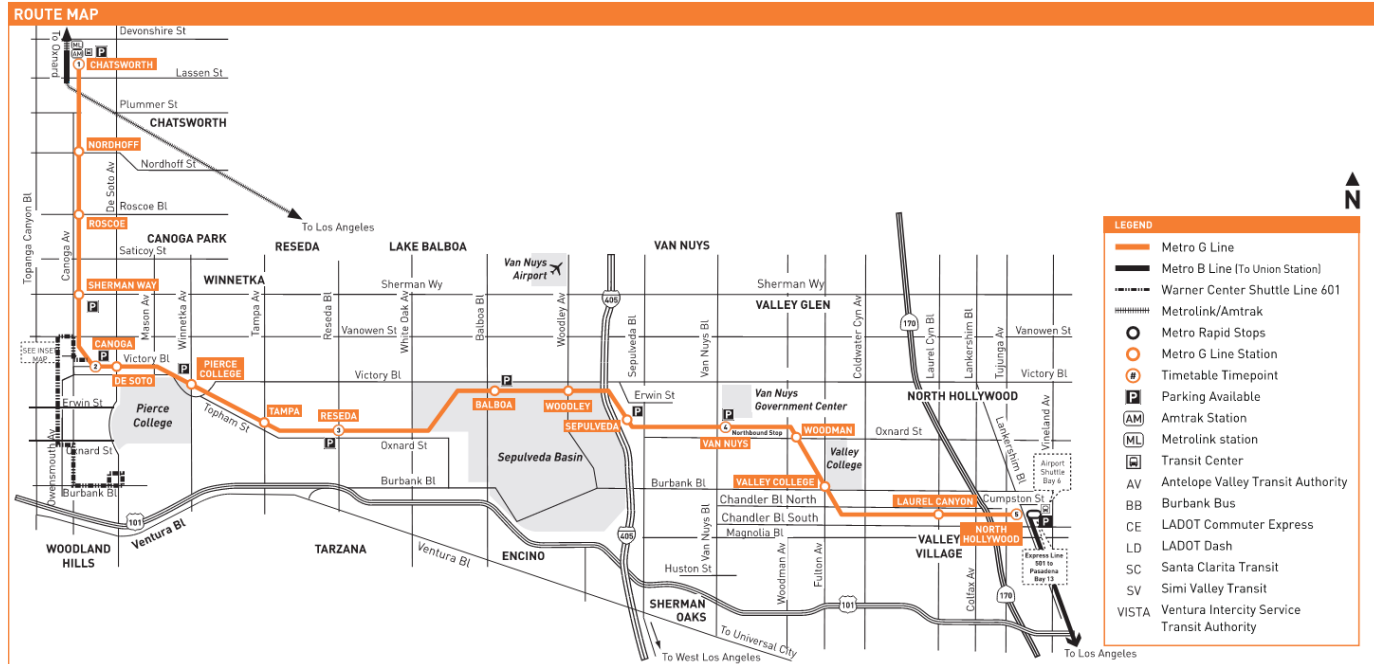 ROUTE MAP
To Oxnard
Devonshire St
ML
AM
P
1
CHATSWORTH
Lassen St
Plummer St
CHATSWORTH
NORDHOFF
Nordhoff St
Topanga Canyon Bl
Canoga Av
De Soto Av
Roscoe Bl
ROSCOE
To Los Angeles
CANOGA PARK
RESEDA
LAKE BALBOA
VAN NUYS
Saticoy St
Van Nuys
Airport
WINNETKA
SHERMAN WAY
Sherman Wy
405
Sherman Wy
VALLEY GLEN
P
Mason Av
Winnetka Av
Tampa Av
Reseda Bl
White Oak Av
Balboa Bl
Woodley Av
Sepulveda Bl
Van Nuys Bl
Coldwater Cyn Av
170
Laurel Cyn Bl
Lankershim Bl
Tujunga Av
Vanowen St
Vanowen St
SEE INSET
MAP
CANOGA
P
2
Victory Bl
DE SOTO
P
PIERCE
COLLEGE
Victory Bl
Victory Bl
Erwin St
Erwin St
Pierce
College
Topham St
TAMPA
RESEDA
3
P
P
BALBOA
WOODLEY
SEPULVEDA
P
Van Nuys
Government Center
P
4
Northbound Stop
VAN NUYS
WOODMAN
NORTH HOLLYWOOD
Oxnard St
Oxnard St
Oxnard St
Sepulveda Basin
Valley
College
Lankershim Bl
Vineland Av
Owensmouth Av
Burbank Bl
Burbank Bl
Burbank Bl
VALLEY COLLEGE
Airport
Shuttle
Bay 6
Chandler Bl North
LAUREL CANYON
Cumpston St
5
P
Chandler Bl South
Magnolia Bl
NORTH
HOLLYWOOD
101
Ventura Bl
405
Van Nuys Bl
VALLEY
VILLAGE
WOODLAND
HILLS
TARZANA
Ventura Bl
ENCINO
Express Line
501 to
Pasadena
Bay 13
Huston St
Woodman Av
Fulton Av
Colfax Av
170
SHERMAN
OAKS
101
To Universal City
To West Los Angeles
To Los Angeles
N
LEGEND
Metro G Line
Metro B Line (To Union Station)
Warner Center Shuttle Line 601
Metrolink/Amtrak
Metro Rapid Stops
Metro G Line Station
# Timetable Timepoint
P Parking Available
AM Amtrak Station
ML Metrolink station
Transit Center
AV Antelope Valley Transit Authority
BB Burbank Bus
CE LADOT Commuter Express
LD LADOT Dash
SC Santa Clarita Transit
SV Simi Valley Transit
VISTA Ventura Intercity Service
Transit Authority